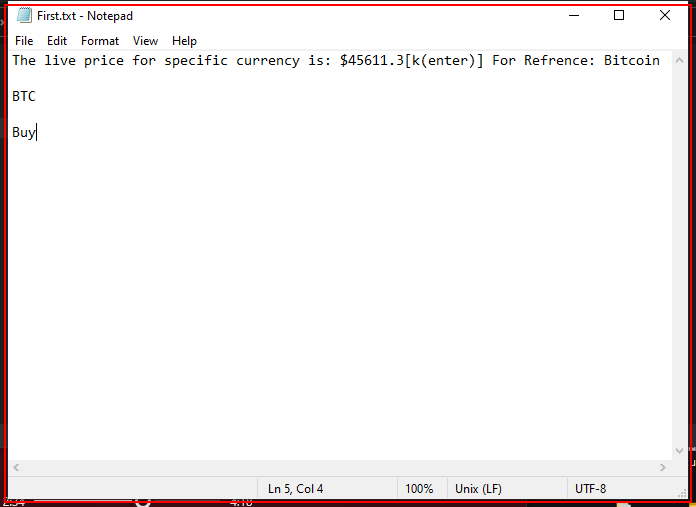 First.txt - Notepad
File Edit Format View Help
The live price for specific currency is: $45611.3[k(enter)] For Refrence: Bitcoin
BTC
Buy
Ln 5, Col 4 100% Unix (LF) UTF-8